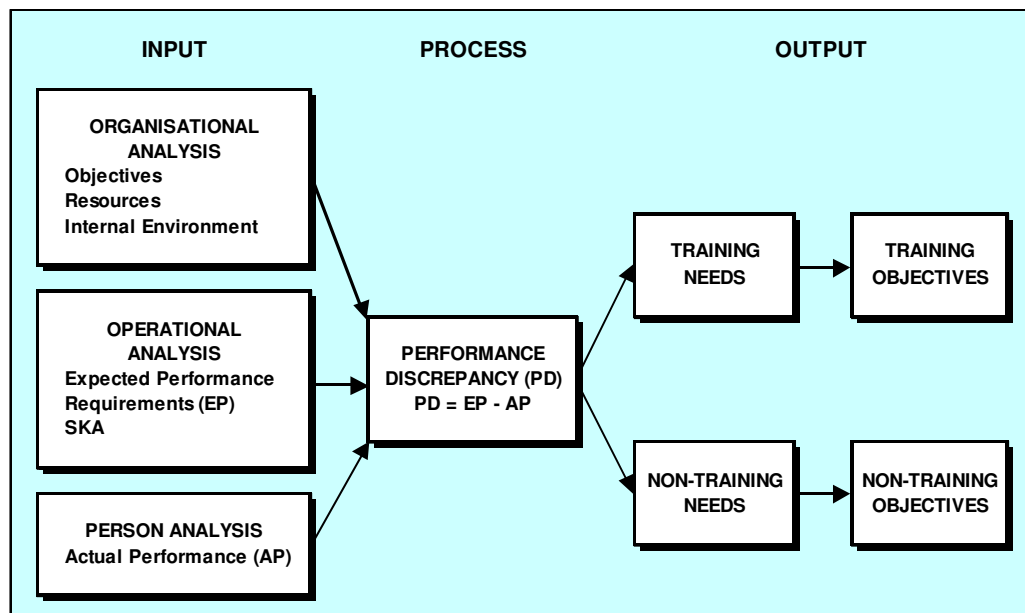 INPUT
PROCESS
OUTPUT
ORGANISATIONAL
ANALYSIS
Objectives
Resources
Internal Environment
OPERATIONAL
ANALYSIS
Expected Performance
Requirements (EP)
SKA
PERSON ANALYSIS
Actual Performance (AP)
PERFORMANCE
DISCREPANCY (PD)
PD = EP - AP
TRAINING
NEEDS
TRAINING
OBJECTIVES
NON-TRAINING
NEEDS
NON-TRAINING
OBJECTIVES